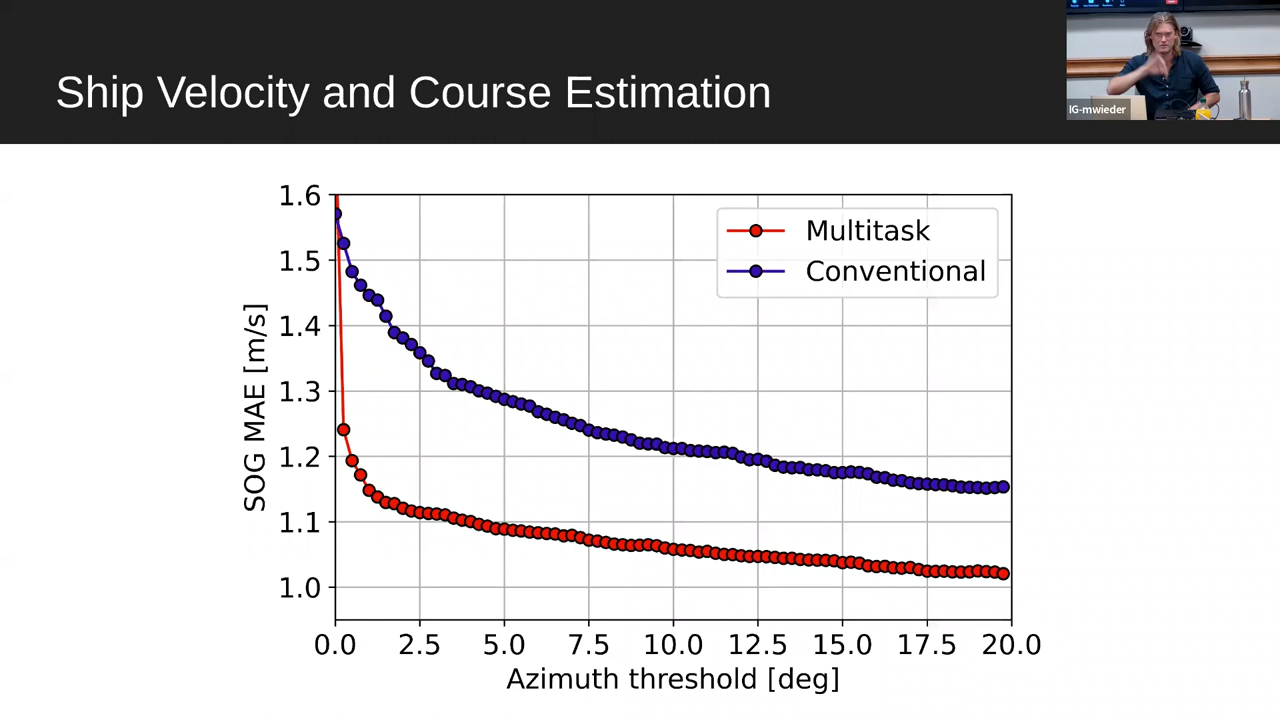 Ship Velocity and Course Estimation
IG-mwieder
1.6
1.5
1.4
1.3
1.2
1.1
1.0
SOG MAE [m/s]
Multitask
Conventional
0.0 2.5 5.0 7.5 10.0 12.5 15.0 17.5 20.0
Azimuth threshold [deg]